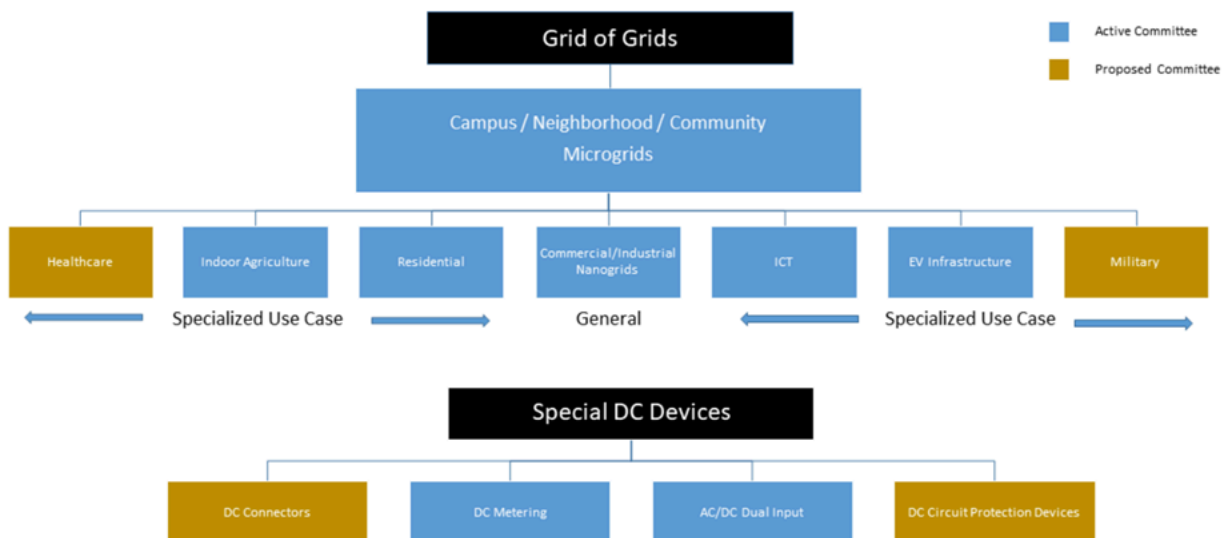 Grid of Grids
Active Committee
Proposed Committee
Campus / Neighborhood / Community
Microgrids
Healthcare
Indoor Agriculture
Residential
Commercial/Industrial
Nanogrids
ICT
EV Infrastructure
Military
Specialized Use Case
General
Specialized Use Case
Special DC Devices
DC Connectors
DC Metering
AC/DC Dual Input
DC Circuit Protection Devices